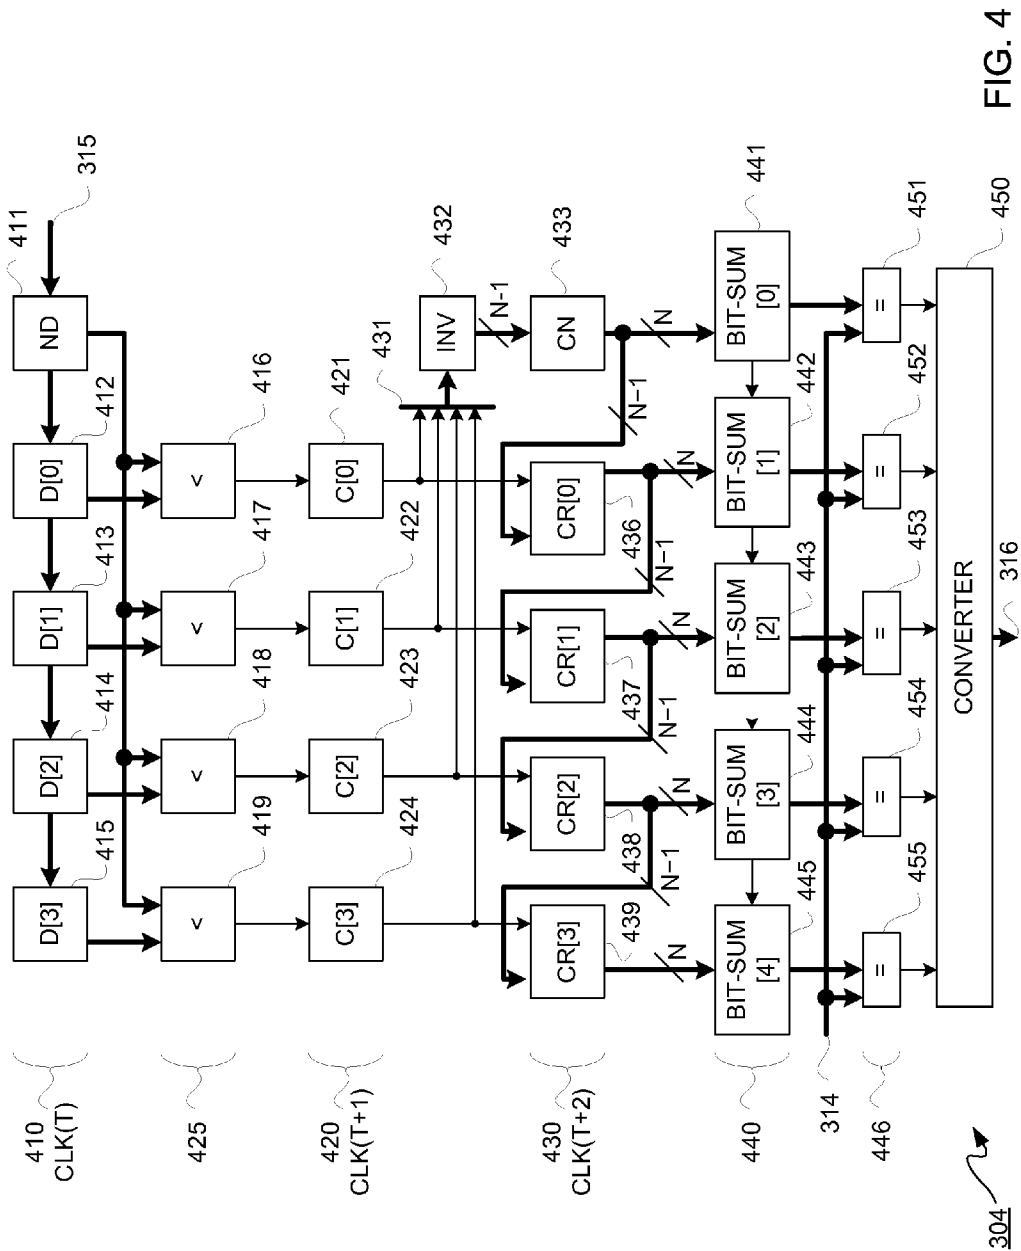 FIG. 4
315
411
ND
412
D[0]
413
D[1]
414
D[2]
415
D[3]
410
CLK(T)
416
<
417
<
418
<
419
<
425
421
C[0]
422
C[1]
423
C[2]
424
C[3]
420
CLK(T+1)
431
432
INV
N-1
433
CN
N
N−1
CR[0]
436
N
N−1
CR[1]
437
N
N−1
CR[2]
438
N
N−1
CR[3]
439
N
430
CLK(T+2)
441
BIT-SUM
[0]
442
BIT-SUM
[1]
443
BIT-SUM
[2]
444
BIT-SUM
[3]
445
BIT-SUM
[4]
440
314
451
=
452
=
453
=
454
=
455
=
446
450
CONVERTER
316
304